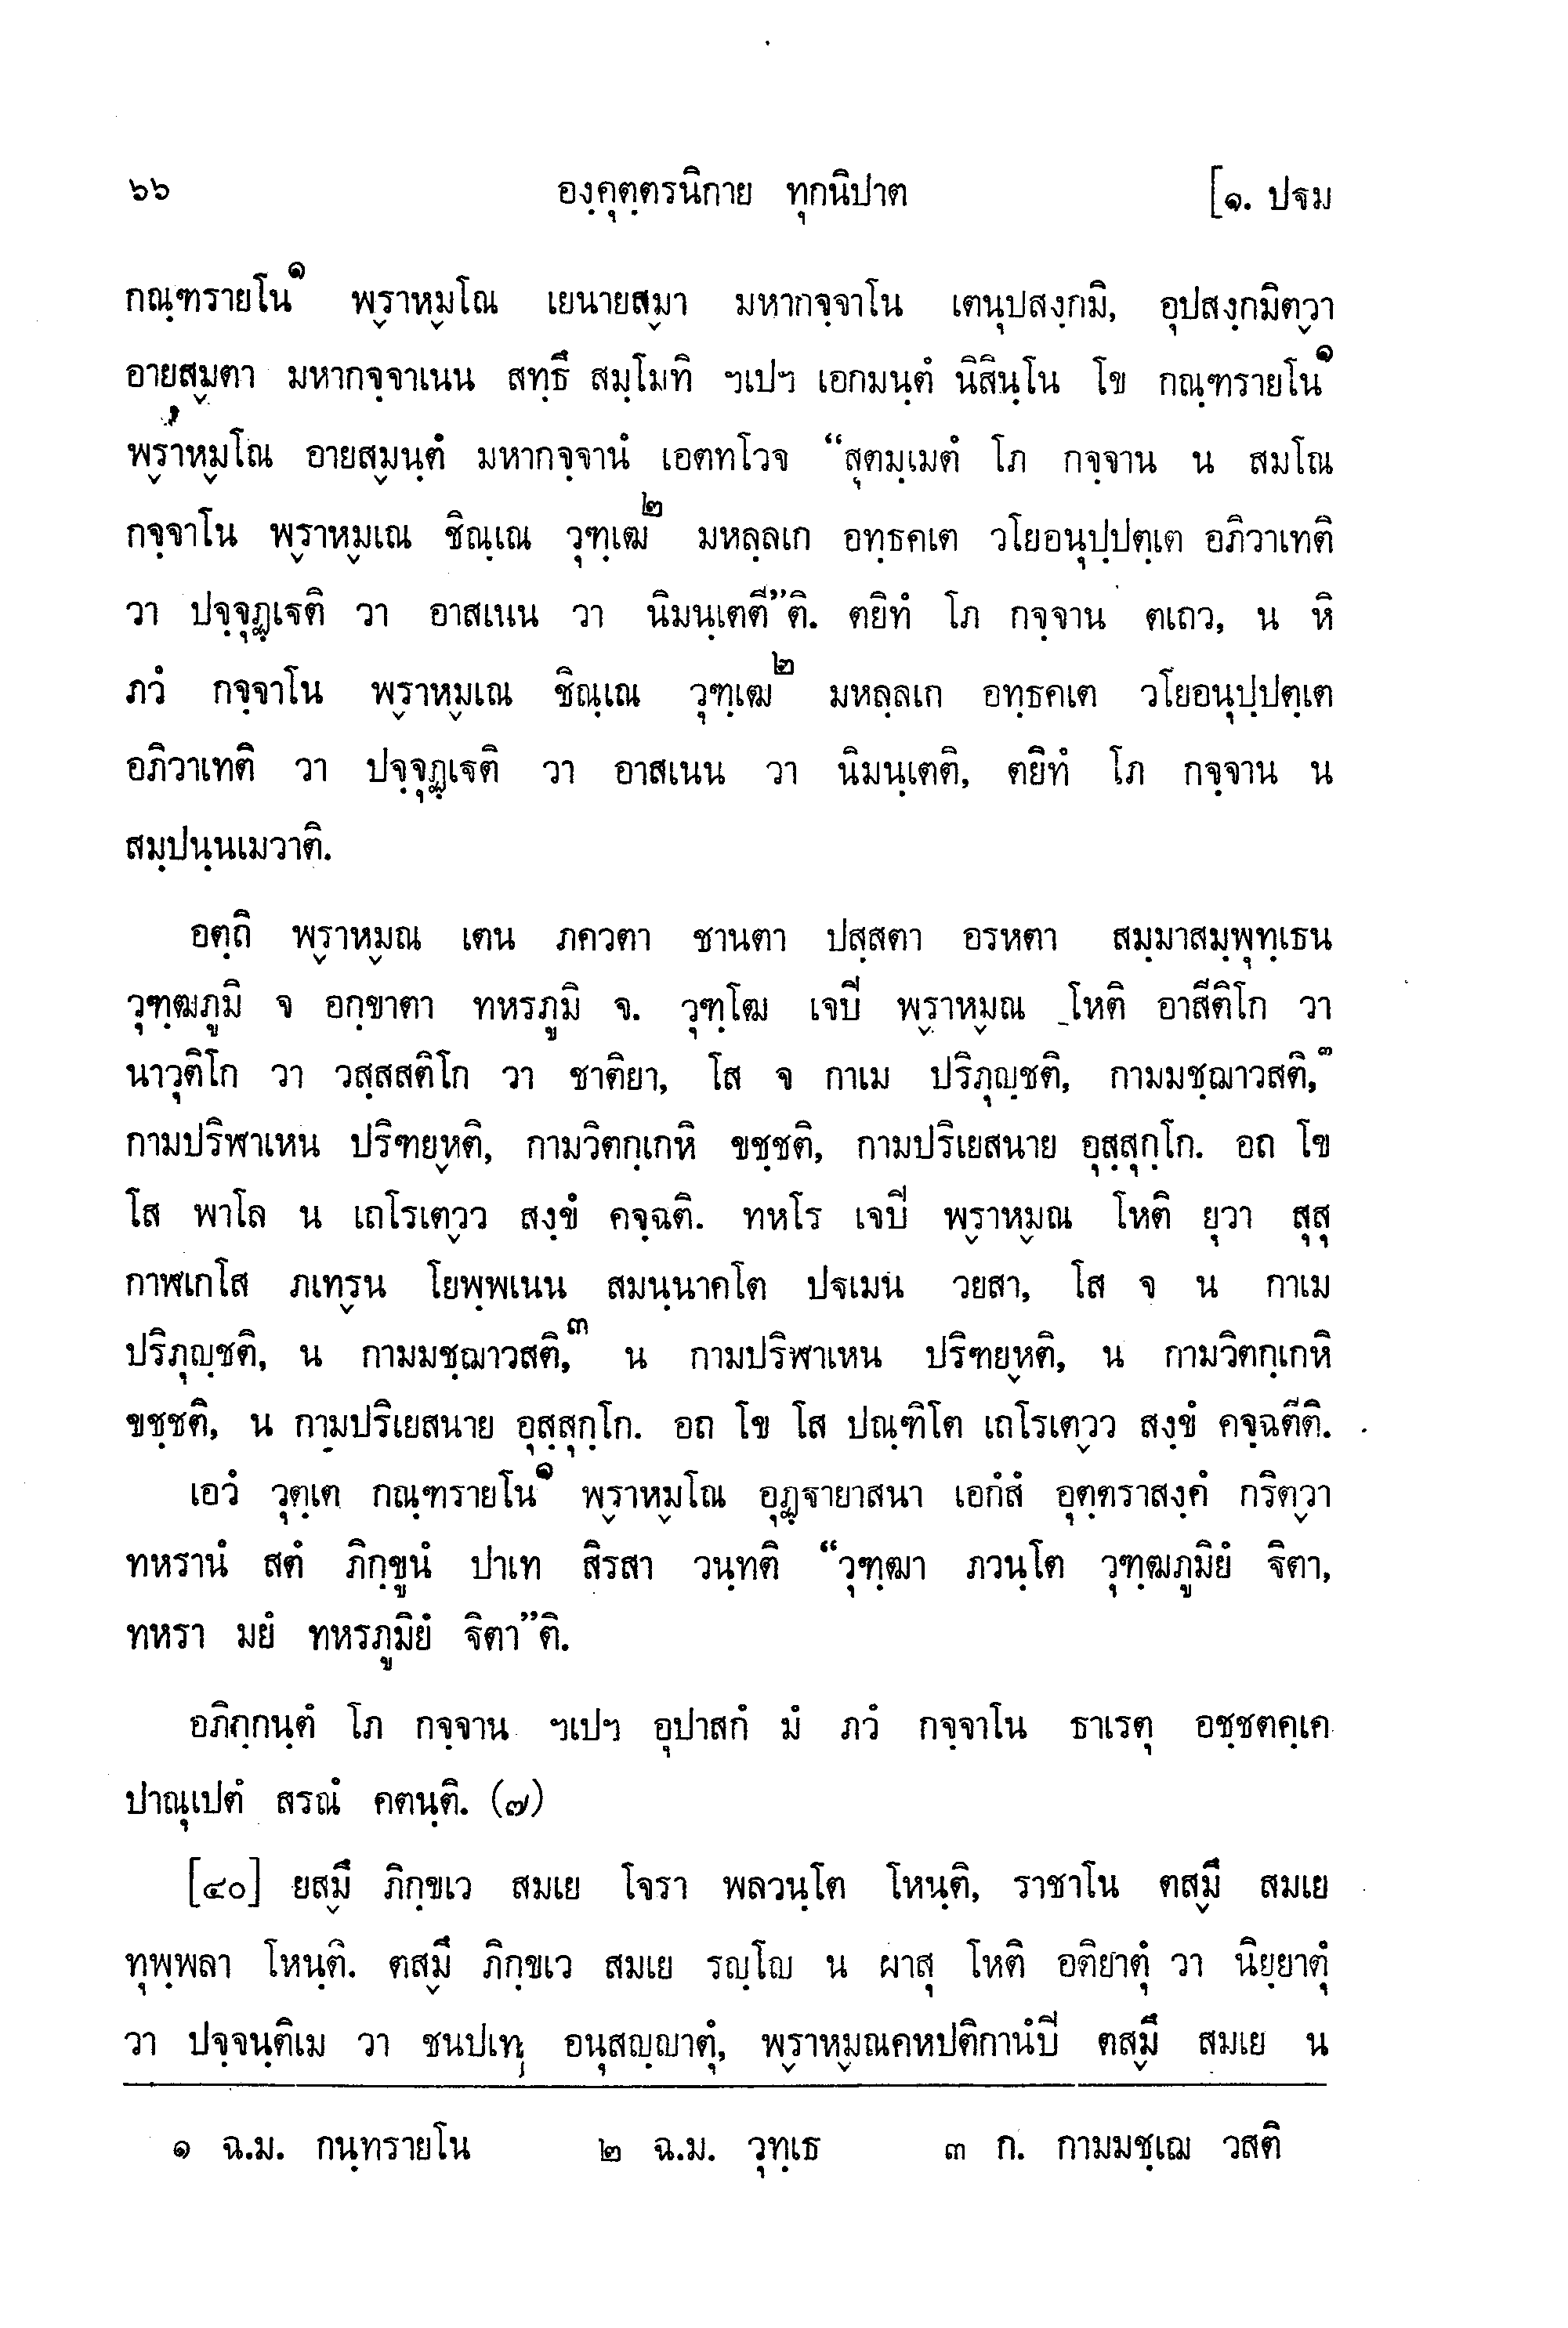 ๖๖ องฺคุตฺตรนิกาย ทุกนิปาต [๑. ปฐม
กณฺฑรายโน๑ พฺราหฺมโณ เยนายสฺมา มหากจฺจาโน เตนุปสงฺกมิ, อุปสงฺกมิตฺวา
อายสฺมตา มหากจฺจาเนน สทฺธึ สมฺโมทิ ฯเปฯ เอกมนฺตํ นิสินฺโน โข กณฺฑรายโน๑
พฺราหฺมโณ อายสฺมนฺตํ มหากจฺจานํ เอตทโวจ “สุตมฺเมตํ โภ กจฺจาน น สมโณ
กจฺจาโน พฺราหฺมเณ ชิณฺเณ วุฑฺเฒ๒ มหลฺลเก อทฺธคเต วโยอนุปฺปตฺเต อภิวาเทติ
วา ปจฺจุฏฺเฐติ วา อาสเนน วา นิมนฺเตตี”ติ. ตยิทํ โภ กจฺจาน ตเถว, น หิ
ภวํ กจฺจาโน พฺราหฺมเณ ชิณฺเณ วุฑฺเฒ๒ มหลฺลเก อทฺธคเต วโยอนุปฺปตฺเต
อภิวาเทติ วา ปจฺจุฏฺเฐติ วา อาสเนน วา นิมนฺเตติ, ตยิทํ โภ กจฺจาน น
สมฺปนฺนเมวาติ.
อตฺถิ พฺราหฺมณ เตน ภควตา ชานตา ปสฺสตา อรหตา สมฺมาสมฺพุทฺเธน
วุฑฺฒภูมิ จ อกฺขาตา ทหรภูมิ จ. วุฑฺโฒ เจปิ พฺราหฺมณ โหติ อาสีติโก วา
นาวุติโก วา วสฺสสติโก วา ชาติยา, โส จ กาเม ปริภุญฺชติ, กามมชฺฌาวสติ,๓
กามปริฬาเหน ปริฑยฺหติ, กามวิตกฺเกหิ ขชฺชติ, กามปริเยสนาย อุสฺสุกฺโก. อถ โข
โส พาโล น เถโรเตฺวว สงฺขํ คจฺฉติ. ทหโร เจปิ พฺราหฺมณ โหติ ยุวา สุสุ
กาฬเกโส ภเทฺรน โยพฺพเนน สมนฺนาคโต ปฐเมน วยสา, โส จ น กาเม
ปริภุญฺชติ, น กามมชฺฌาวสติ,๓ น กามปริฬาเหน ปริฑยฺหติ, น กามวิตกฺเกหิ
ขชฺชติ, น กามปริเยสนาย อุสฺสุกฺโก. อถ โข โส ปณฺฑิโต เถโรเตฺวว สงฺขํ คจฺฉตีติ.
เอวํ วุตฺเต กณฺฑรายโน๑ พฺราหฺมโณ อุฏฺฐายาสนา เอกํสํ อุตฺตราสงฺคํ กริตฺวา
ทหรานํ สตํ ภิกฺขูนํ ปาเท สิรสา วนฺทติ “วุฑฺฒา ภวนฺโต วุฑฺฒภูมิยํ ฐิตา,
ทหรา มยํ ทหรภูมิยํ ฐิตา”ติ.
อภิกฺกนฺตํ โภ กจฺจาน ฯเปฯ อุปาสกํ มํ ภวํ กจฺจาโน ธาเรตุ อชฺชตคฺเค
ปาณุเปตํ สรณํ คตนฺติ. (๗)
[๔๐] ยสฺมึ ภิกฺขเว สมเย โจรา พลวนฺโต โหนฺติ, ราชาโน ตสฺมึ สมเย
ทุพฺพลา โหนฺติ. ตสฺมึ ภิกฺขเว สมเย รญฺโญ น ผาสุ โหติ อติยาตุํ วา นิยฺยาตุํ
วา ปจฺจนฺติเม วา ชนปเท อนุสญฺญาตุํ, พฺราหฺมณคหปติกานํปิ ตสฺมึ สมเย น
๑ ฉ.ม. กนฺทรายโน ๒ ฉ.ม. วุทฺเธ ๓ ก. กามมชฺเฌ วสติ